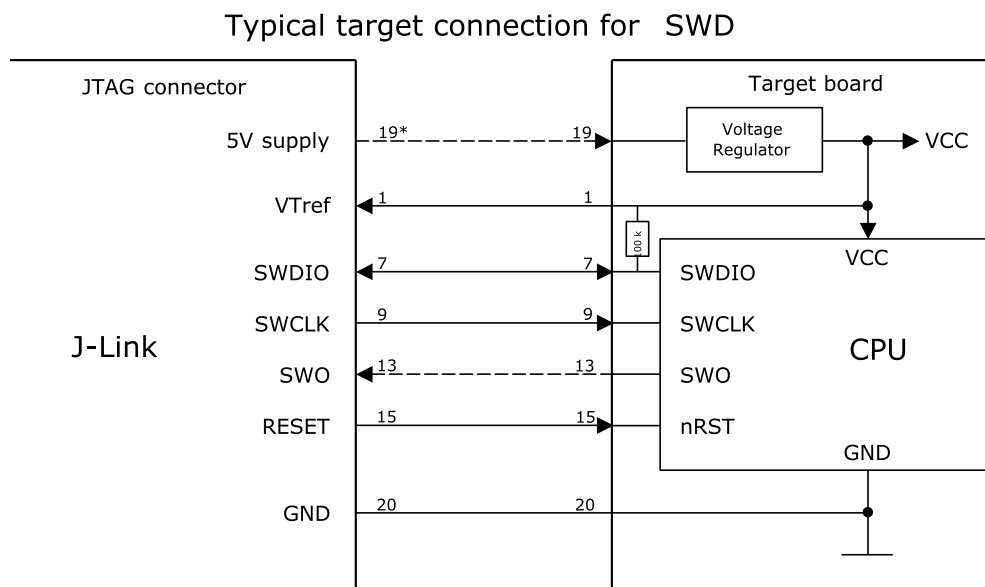 Typical target connection for SWD
JTAG connector
Target board
5V supply
19*
19
Voltage
Regulator
VCC
VTref
1
1
100 k
VCC
SWDIO
7
7
SWDIO
SWCLK
9
9
SWCLK
J-Link
CPU
SWO
13
13
SWO
RESET
15
15
nRST
GND
GND
20
20